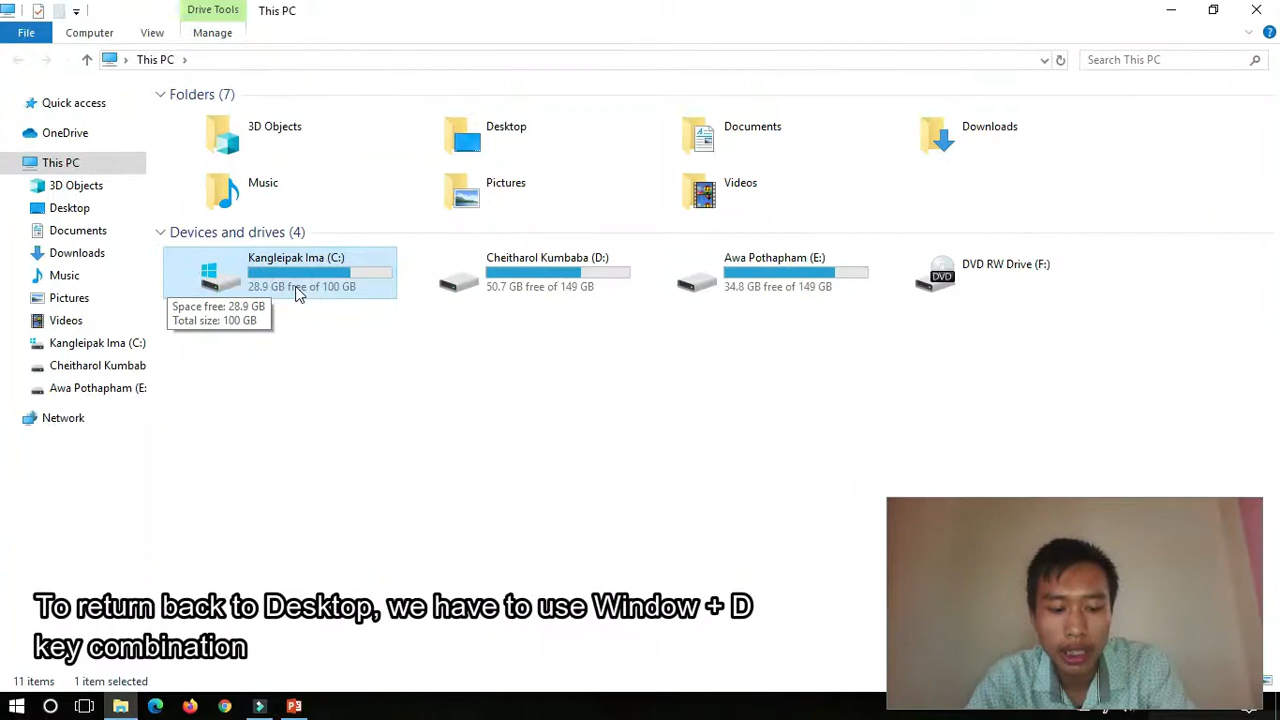 Drive Tools
This PC
File
Computer
View
Manage
This PC
Search This PC
Quick access
OneDrive
This PC
3D Objects
Desktop
Documents
Downloads
Music
Pictures
Videos
Kangleipak Ima (C:)
Cheitharol Kumbab
Awa Pothapham (E:
Network
Folders (7)
3D Objects
Desktop
Documents
Downloads
Music
Pictures
Videos
Devices and drives (4)
Kangleipak Ima (C:)
28.9 GB free of 100 GB
Space free: 28.9 GB
Total size: 100 GB
Cheitharol Kumbaba (D:)
50.7 GB free of 149 GB
Awa Pothapham (E:)
34.8 GB free of 149 GB
DVD RW Drive (F:)
DVD
To return back to Desktop, we have to use Window + D
key combination
11 items
1 item selected